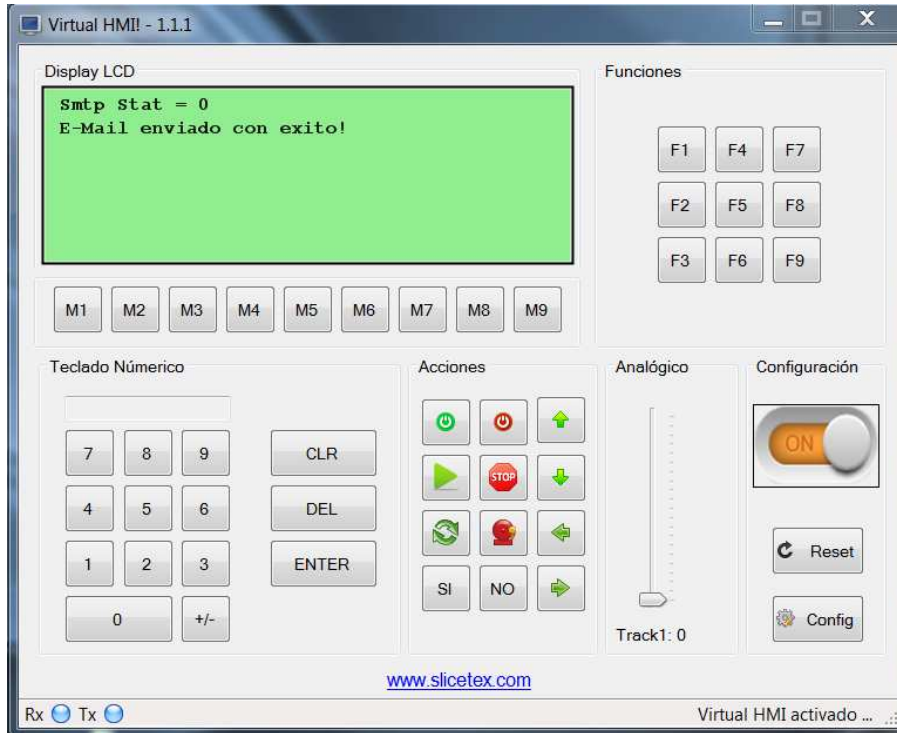 Virtual HMI! - 1.1.1
Display LCD
Smtp Stat = 0
E-Mail enviado con exito!
M1 M2 M3 M4 M5 M6 M7 M8 M9
Funciones
F1 F4 F7
F2 F5 F8
F3 F6 F9
Teclado Númerico
7 8 9 CLR
4 5 6 DEL
1 2 3 ENTER
0 +/-
Acciones
STOP
SI NO
Analógico
Track1: 0
Configuración
ON
Reset
Config
www.slicetex.com
Rx Tx
Virtual HMI activado ...